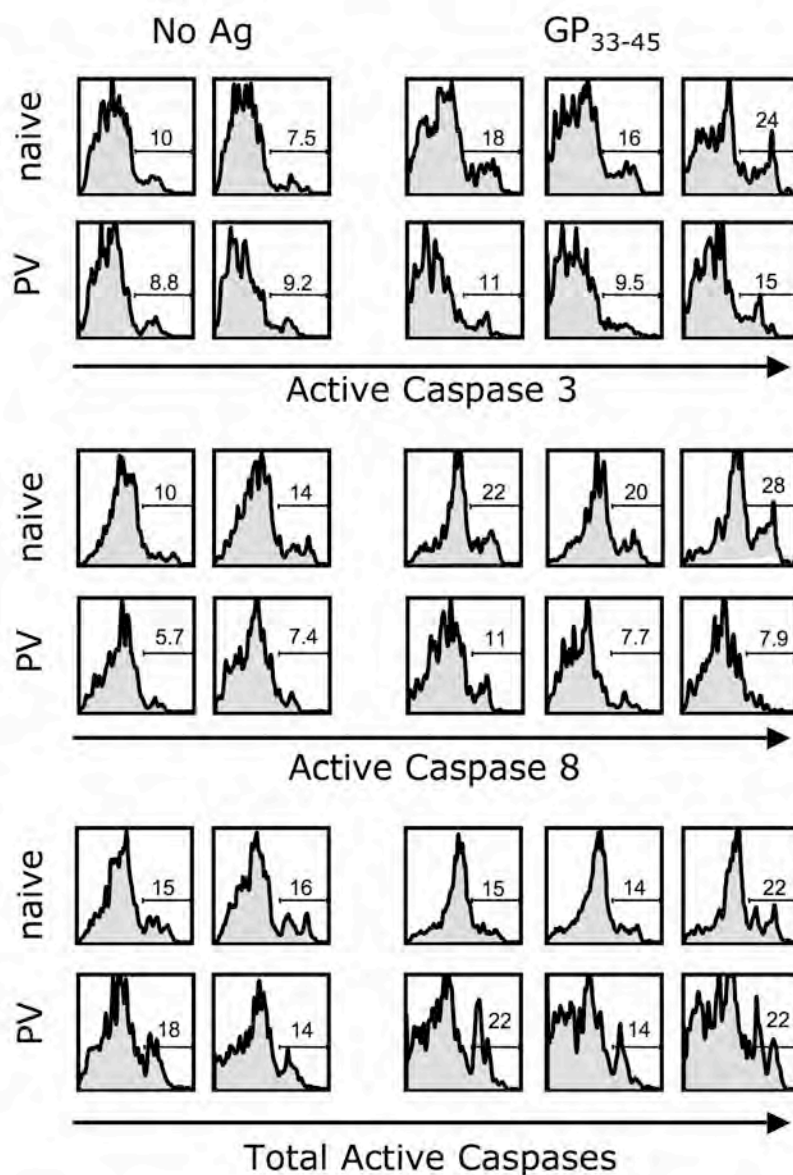 No Ag GP33-45
naive 10 7.5 18 16 24
PV 8.8 9.2 11 9.5 15
Active Caspase 3
naive 10 14 22 20 28
PV 5.7 7.4 11 7.7 7.9
Active Caspase 8
naive 15 16 15 14 22
PV 18 14 22 14 22
Total Active Caspases